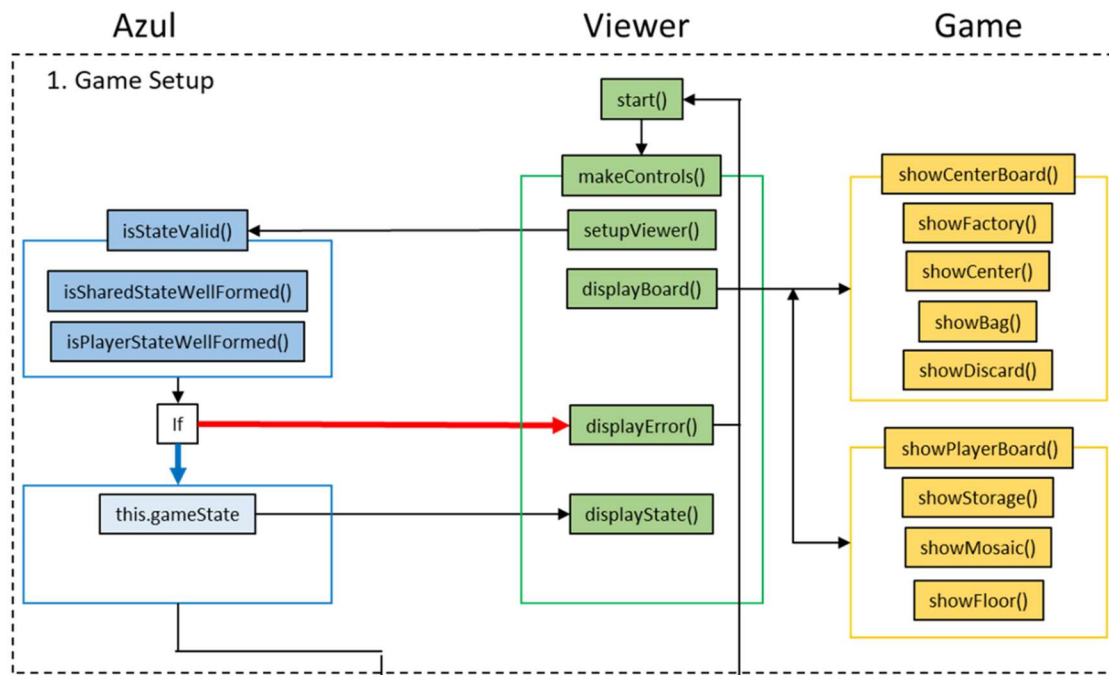 Azul
Viewer
Game
1. Game Setup
start()
makeControls()
showCenterBoard()
isStateValid()
setupViewer()
showFactory()
isSharedStateWellFormed()
displayBoard()
showCenter()
isPlayerStateWellFormed()
showBag()
showDiscard()
If
displayError()
showPlayerBoard()
this.gameState
displayState()
showStorage()
showMosaic()
showFloor()